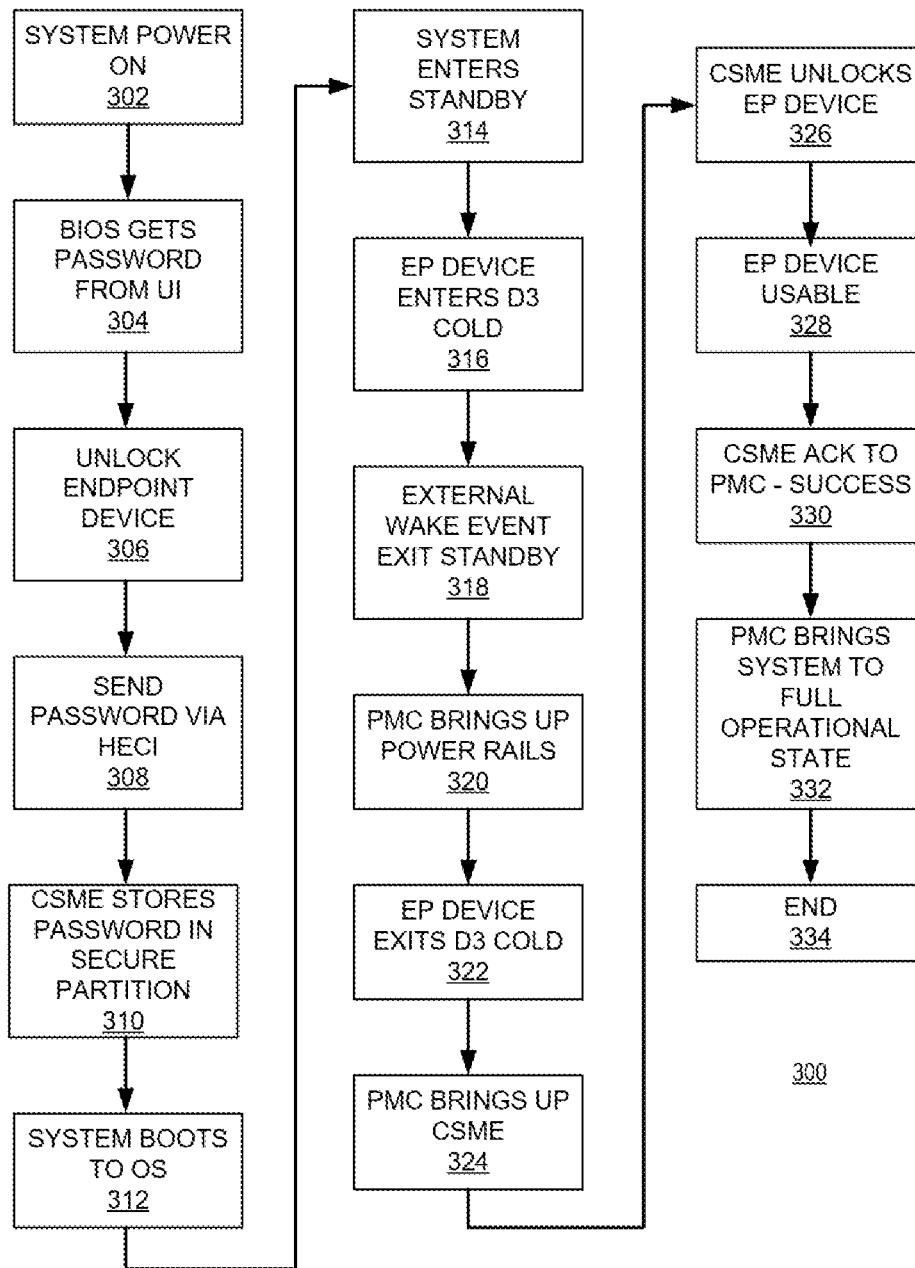 SYSTEM POWER
ON
302
BIOS GETS
PASSWORD
FROM UI
304
UNLOCK
ENDPOINT
DEVICE
306
SEND
PASSWORD VIA
HECI
308
CSME STORES
PASSWORD IN
SECURE
PARTITION
310
SYSTEM BOOTS
TO OS
312
SYSTEM
ENTERS
STANDBY
314
EP DEVICE
ENTERS D3
COLD
316
EXTERNAL
WAKE EVENT
EXIT STANDBY
318
PMC BRINGS UP
POWER RAILS
320
EP DEVICE
EXITS D3 COLD
322
PMC BRINGS UP
CSME
324
CSME UNLOCKS
EP DEVICE
326
EP DEVICE
USABLE
328
CSME ACK TO
PMC - SUCCESS
330
PMC BRINGS
SYSTEM TO
FULL
OPERATIONAL
STATE
332
END
334
300